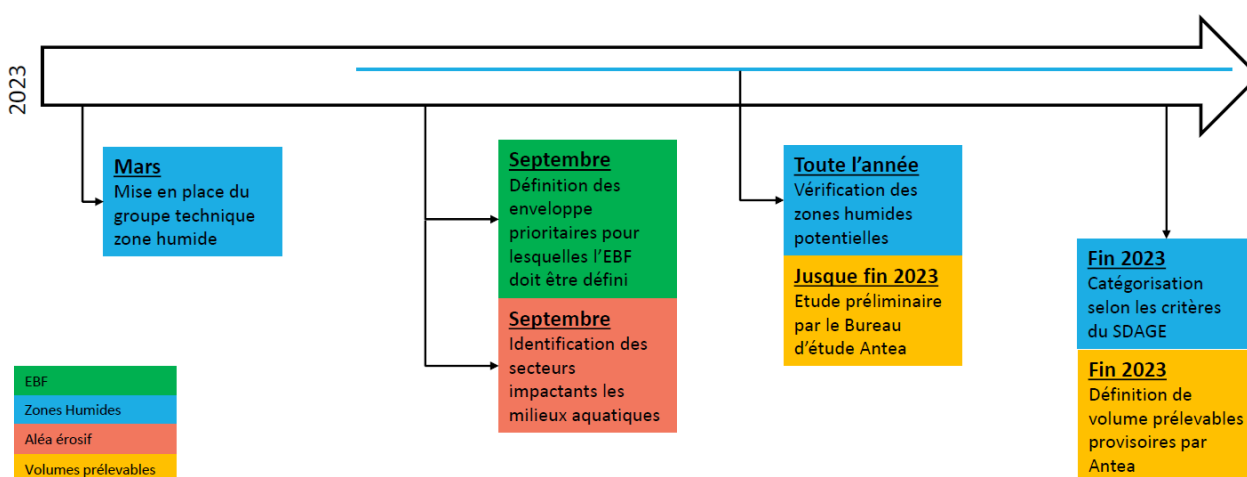 2023
Mars
Mise en place du
groupe technique
zone humide
Septembre
Définition des
enveloppe
prioritaires pour
lesquelles l’EBF
doit être défini
Septembre
Identification des
secteurs
impactants les
milieux aquatiques
Toute l’année
Vérification des
zones humides
potentielles
Jusque fin 2023
Etude préliminaire
par le Bureau
d’étude Antea
Fin 2023
Catégorisation
selon les critères
du SDAGE
Fin 2023
Définition de
volume prélevables
provisoires par
Antea
EBF
Zones Humides
Aléa érosif
Volumes prélevables